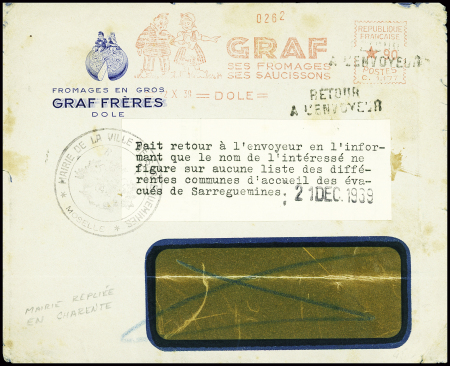 0262
GRAF
SES FROMAGES
SES SAUCISSONS
= DOLE =
REPUBLIQUE
FRANÇAISE
POSTES
A L'ENVOYEUR
RETOUR
A L'ENVOYEUR
FROMAGES EN GROS
GRAF FRÈRES
DOLE
MAIRIE DE LA VILLE
MOSELLE
Fait retour à l'envoyeur en l'infor-
mant que le nom de l'intéressé ne
figure sur aucune liste des diffé-
rentes communes d'accueil des éva-
cués de Sarreguemines.
21 DEC. 1939
MAIRIE REPLIÉE
EN CHARENTE